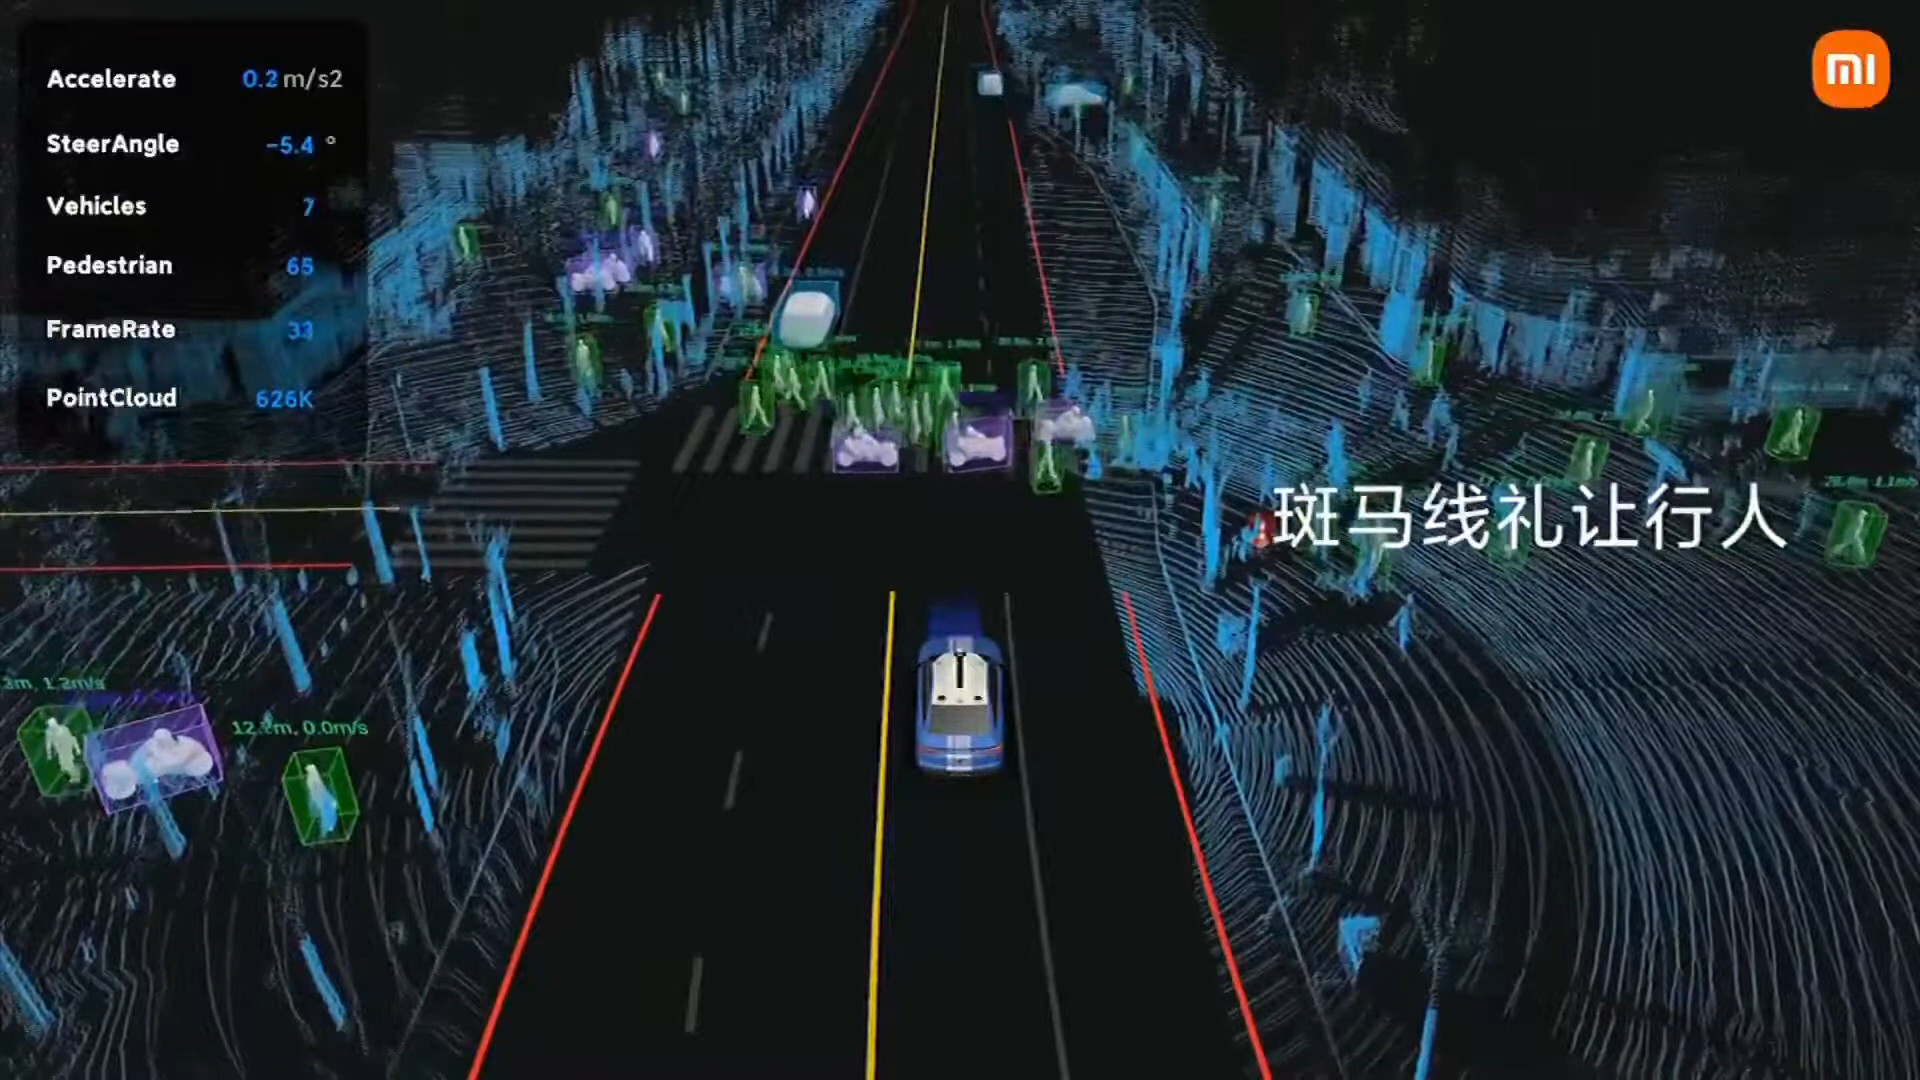 Accelerate 0.2 m/s2
SteerAngle -5.4 °
Vehicles 7
Pedestrian 65
FrameRate 33
PointCloud 626K
mi
斑马线礼让行人
1.2m/s
0.0m/s